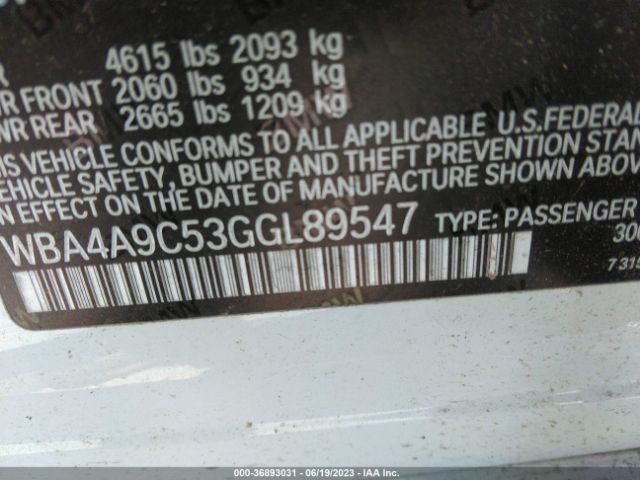 4615 lbs 2093 kg
FRONT 2060 lbs 934 kg
REAR 2665 lbs 1209 kg
VEHICLE CONFORMS TO ALL APPLICABLE U.S.FEDERAL
VEHICLE SAFETY, BUMPER AND THEFT PREVENTION
EFFECT ON THE DATE OF MANUFACTURE SHOWN ABOVE
WBA4A9C53GGL89547 TYPE: PASSENGER
BMW
000-36893031 - 06/19/2023 - IAA Inc.